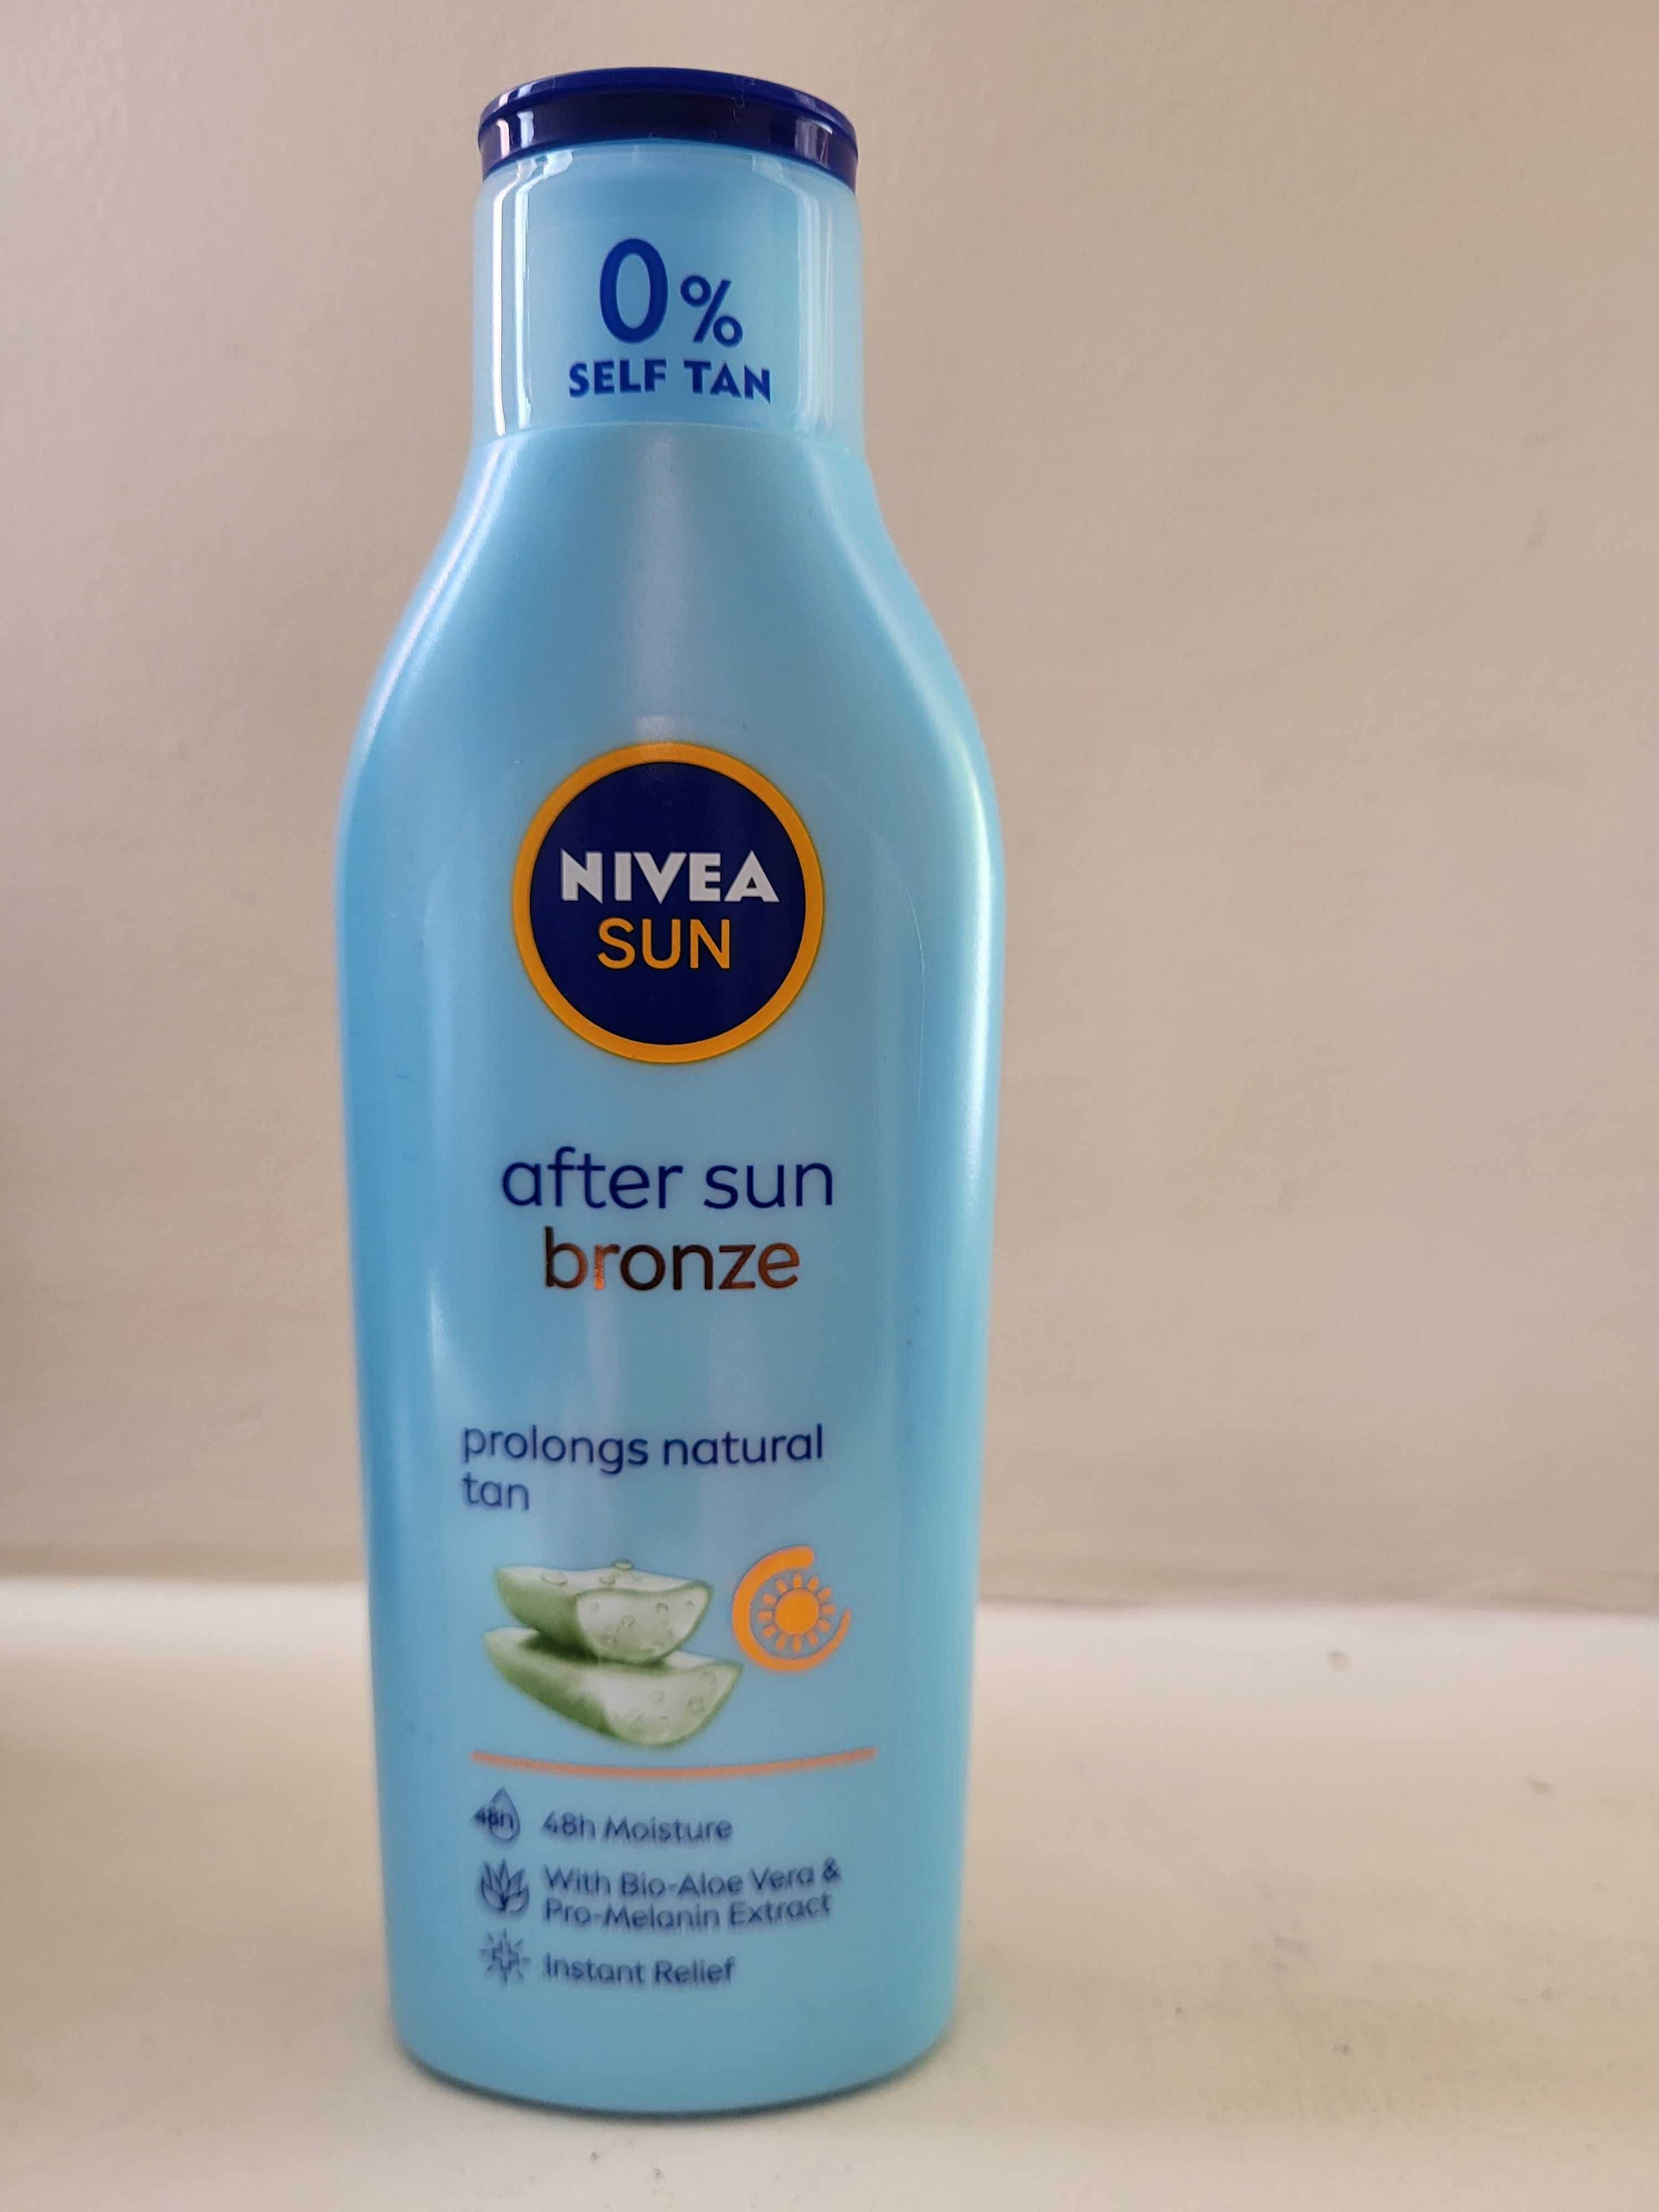 0%
SELF TAN
NIVEA
SUN
after sun
bronze
prolongs natural
tan
48h
48h Moisture
With Bio-Aloe Vera &
Pro-Melanin Extract
Instant Relief